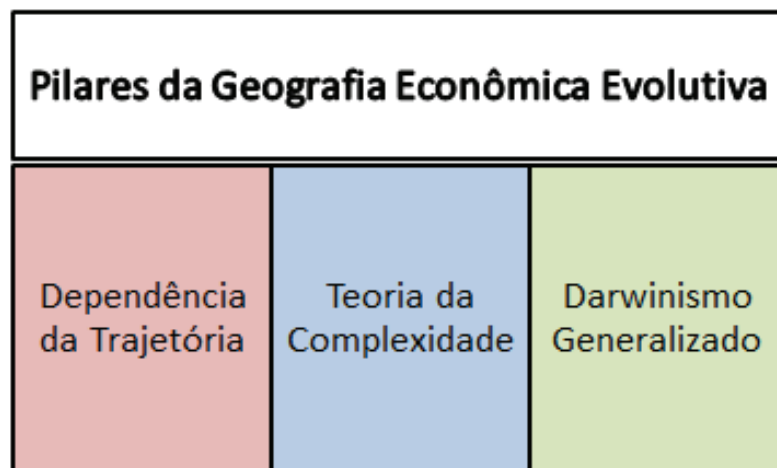 Pilares da Geografia Econômica Evolutiva
Dependência
da Trajetória
Teoria da
Complexidade
Darwinismo
Generalizado